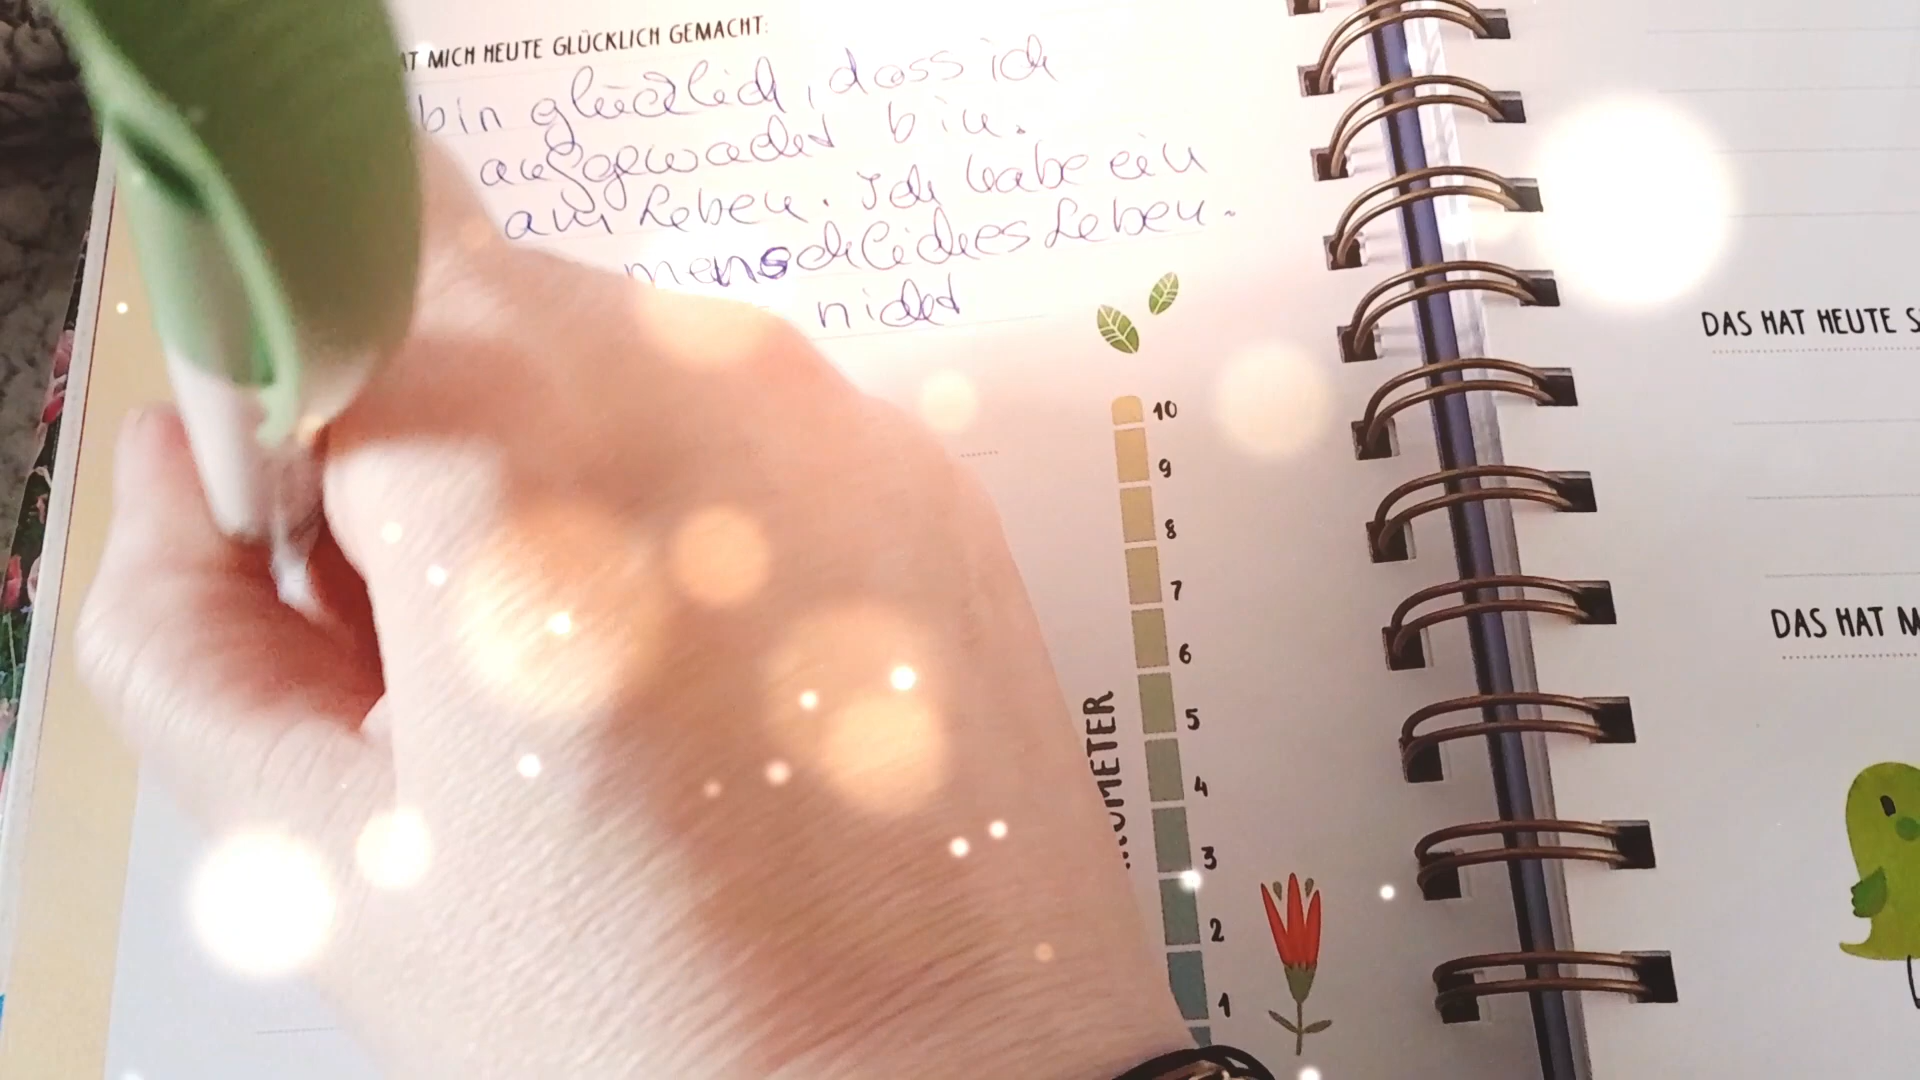 AT MICH HEUTE GLÜCKLICH GEMACHT:
bin glücklich, dass ich
aufgewacht bin.
am Leben. Ich habe ein
menschliches Leben.
nicht
10
9
8
7
6
5
4
3
2
1
OMETER
DAS HAT HEUTE S
DAS HAT M